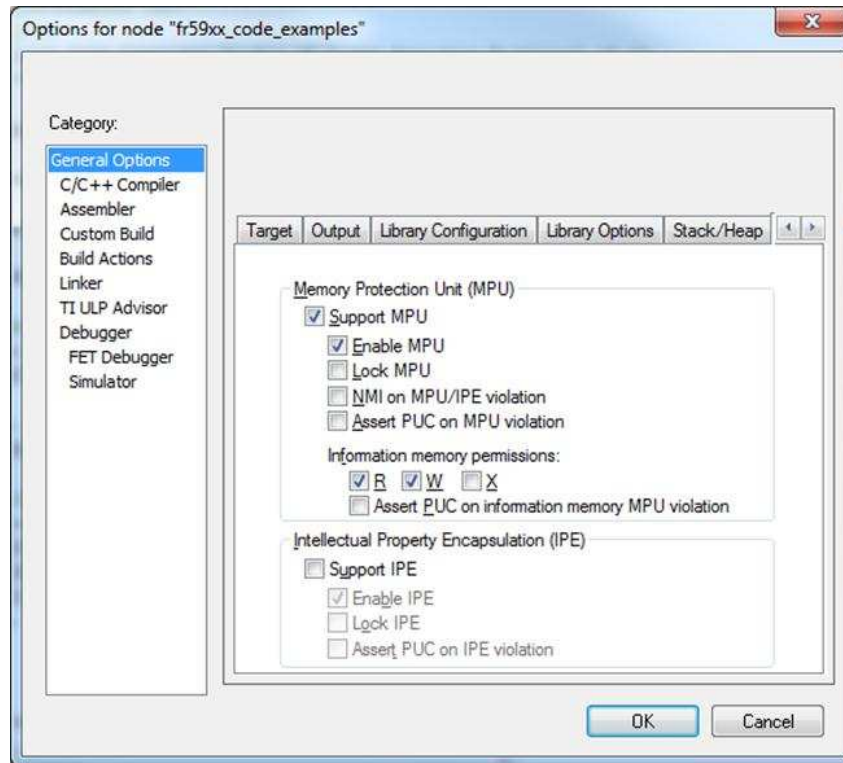 Options for node "fr59xx_code_examples"
Category:
General Options
C/C++ Compiler
Assembler
Custom Build
Build Actions
Linker
TI ULP Advisor
Debugger
FET Debugger
Simulator
Target Output Library Configuration Library Options Stack/Heap
Memory Protection Unit (MPU)
Support MPU
Enable MPU
Lock MPU
NMI on MPU/IPE violation
Assert PUC on MPU violation
Information memory permissions:
R W X
Assert PUC on information memory MPU violation
Intellectual Property Encapsulation (IPE)
Support IPE
Enable IPE
Lock IPE
Assert PUC on IPE violation
OK Cancel